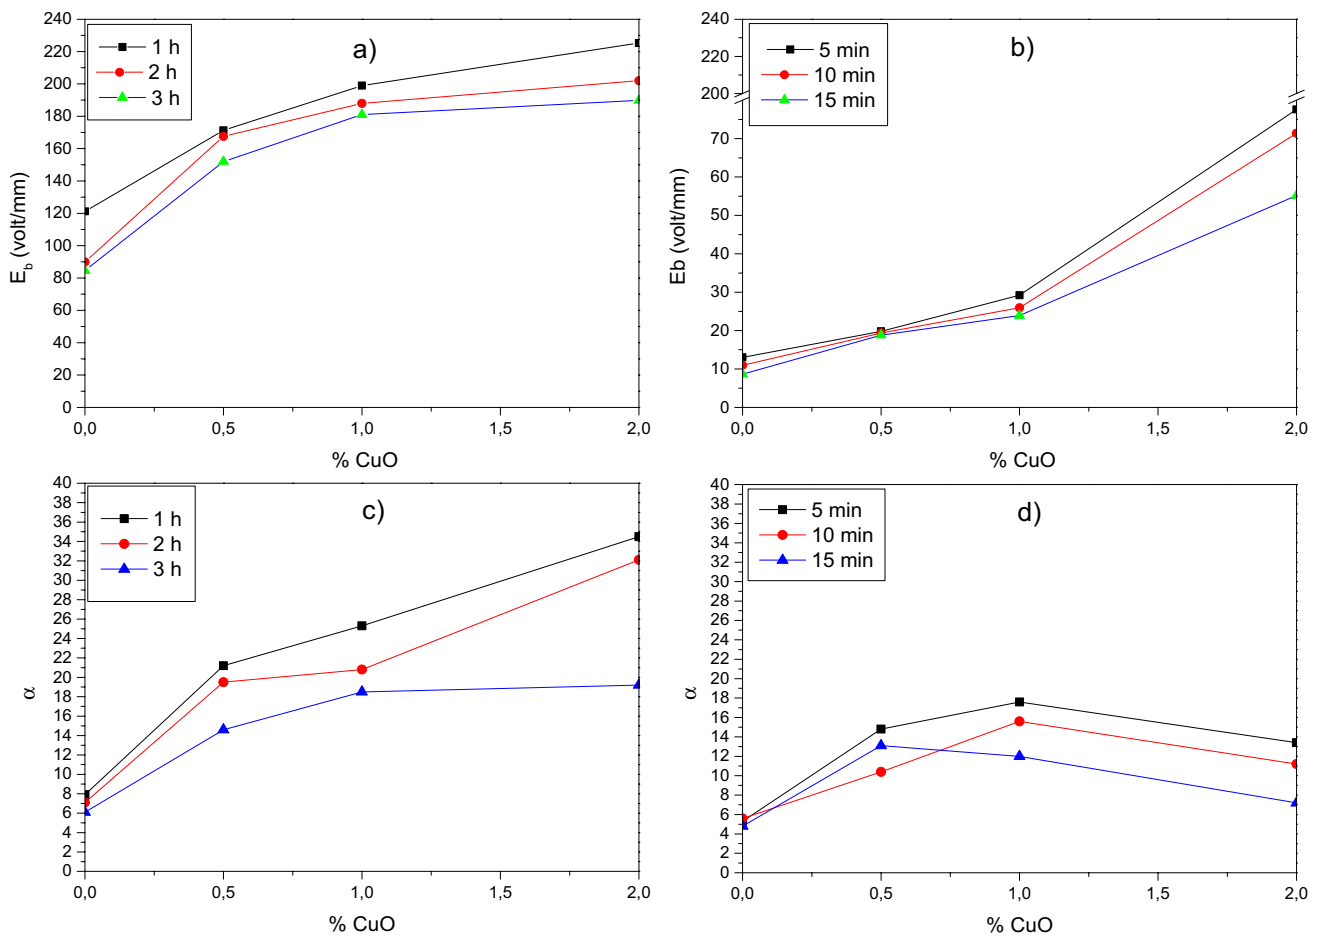 a)
1 h
2 h
3 h
240
220
200
180
160
140
120
100
80
60
40
20
0
E_b (volt/mm)
0,0 0,5 1,0 1,5 2,0
% CuO
b)
5 min
10 min
15 min
240
220
200
70
60
50
40
30
20
10
0
Eb (volt/mm)
0,0 0,5 1,0 1,5 2,0
% CuO
c)
1 h
2 h
3 h
40
38
36
34
32
30
28
26
24
22
20
18
16
14
12
10
8
6
4
2
0
α
0,0 0,5 1,0 1,5 2,0
% CuO
d)
5 min
10 min
15 min
40
38
36
34
32
30
28
26
24
22
20
18
16
14
12
10
8
6
4
2
0
α
0,0 0,5 1,0 1,5 2,0
% CuO